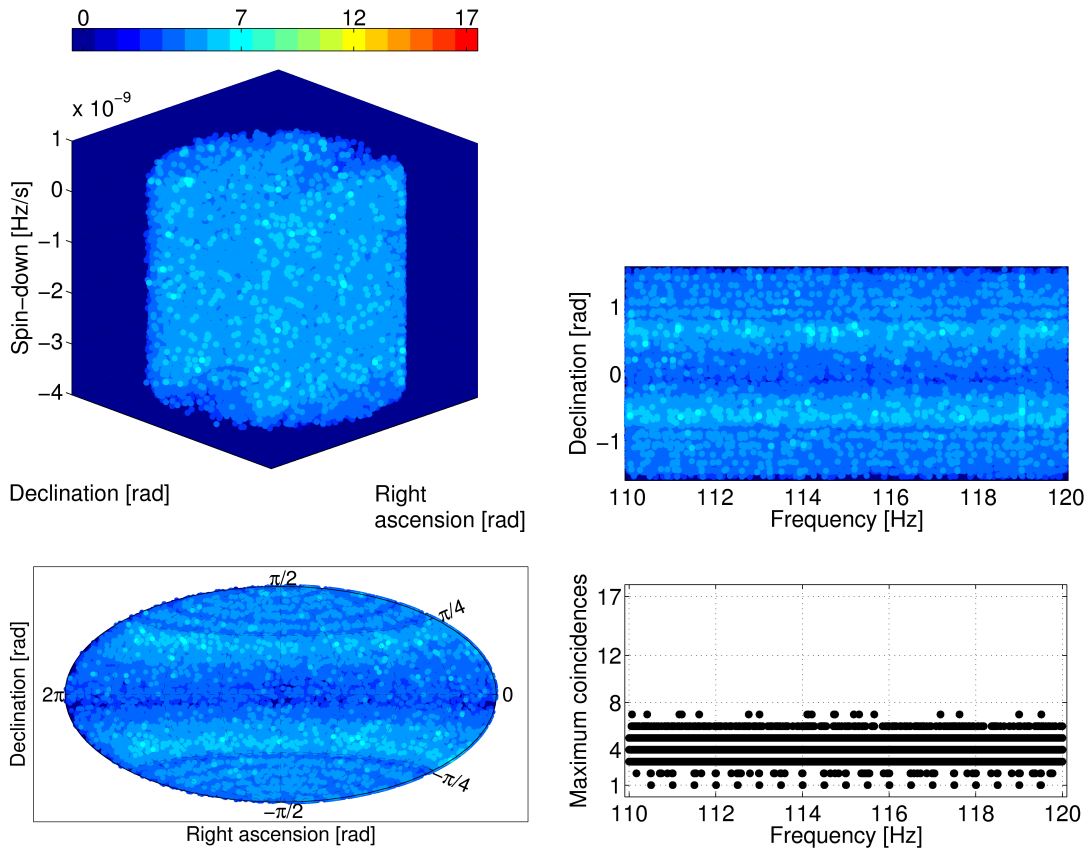 0 7 12 17
x 10⁻⁹
1
0
−1
−2
−3
−4
Spin−down [Hz/s]
Declination [rad]
Right
ascension [rad]
1
0
−1
Declination [rad]
110 112 114 116 118 120
Frequency [Hz]
π/2
π/4
2π
0
−π/4
−π/2
Declination [rad]
Right ascension [rad]
17
12
8
4
1
Maximum coincidences
110 112 114 116 118 120
Frequency [Hz]